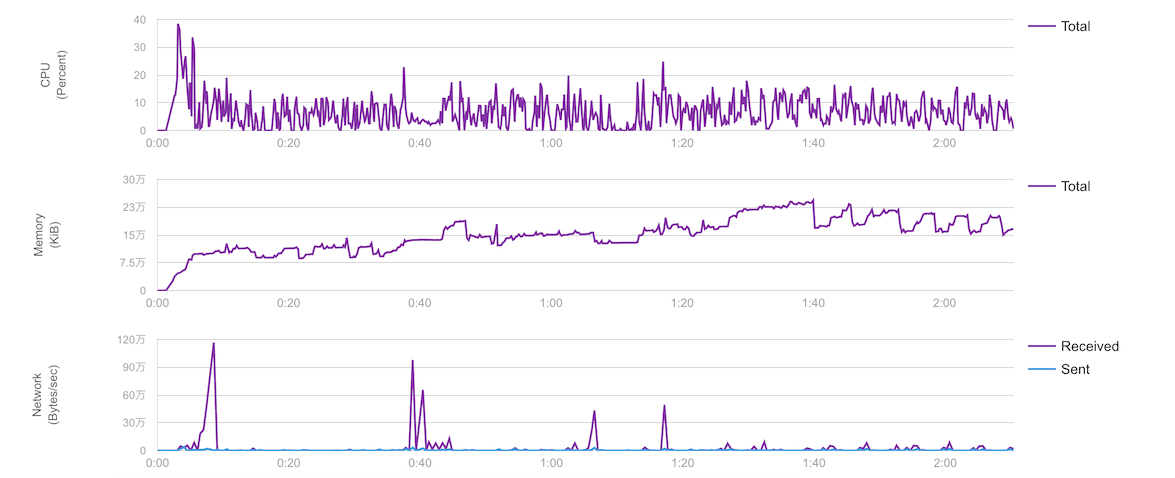 CPU
(Percent)
40
30
20
10
0
0:00 0:20 0:40 1:00 1:20 1:40 2:00
Total
Memory
(KiB)
30万
23万
15万
7.5万
0
0:00 0:20 0:40 1:00 1:20 1:40 2:00
Total
Network
(Bytes/sec)
120万
90万
60万
30万
0
0:00 0:20 0:40 1:00 1:20 1:40 2:00
Received
Sent